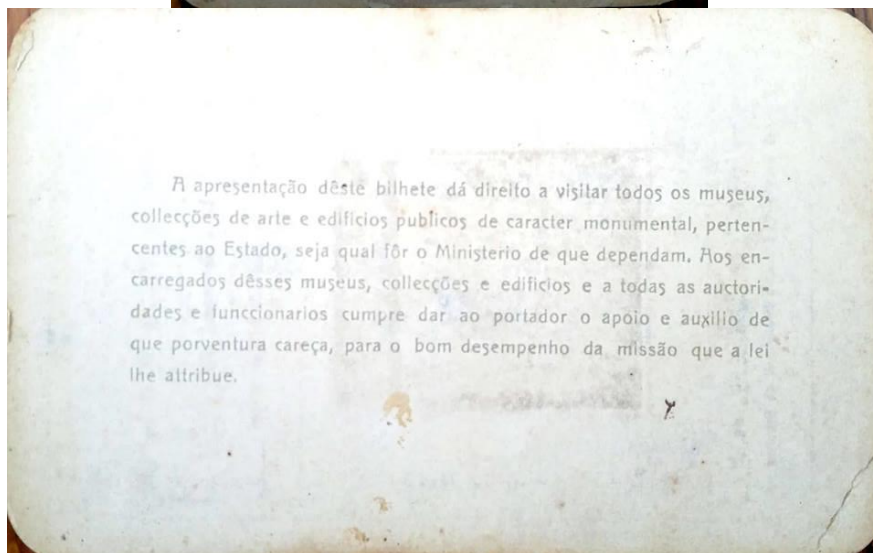 A apresentação dêste bilhete dá direito a visitar todos os museus,
collecções de arte e edificios publicos de caracter monumental, perten-
centes ao Estado, seja qual fôr o Ministerio de que dependam. Aos en-
carregados dêsses museus, collecções e edificios e a todas as auctori-
dades e funccionarios cumpre dar ao portador o apoio e auxilio de
que porventura careça, para o bom desempenho da missão que a lei
lhe attribue.